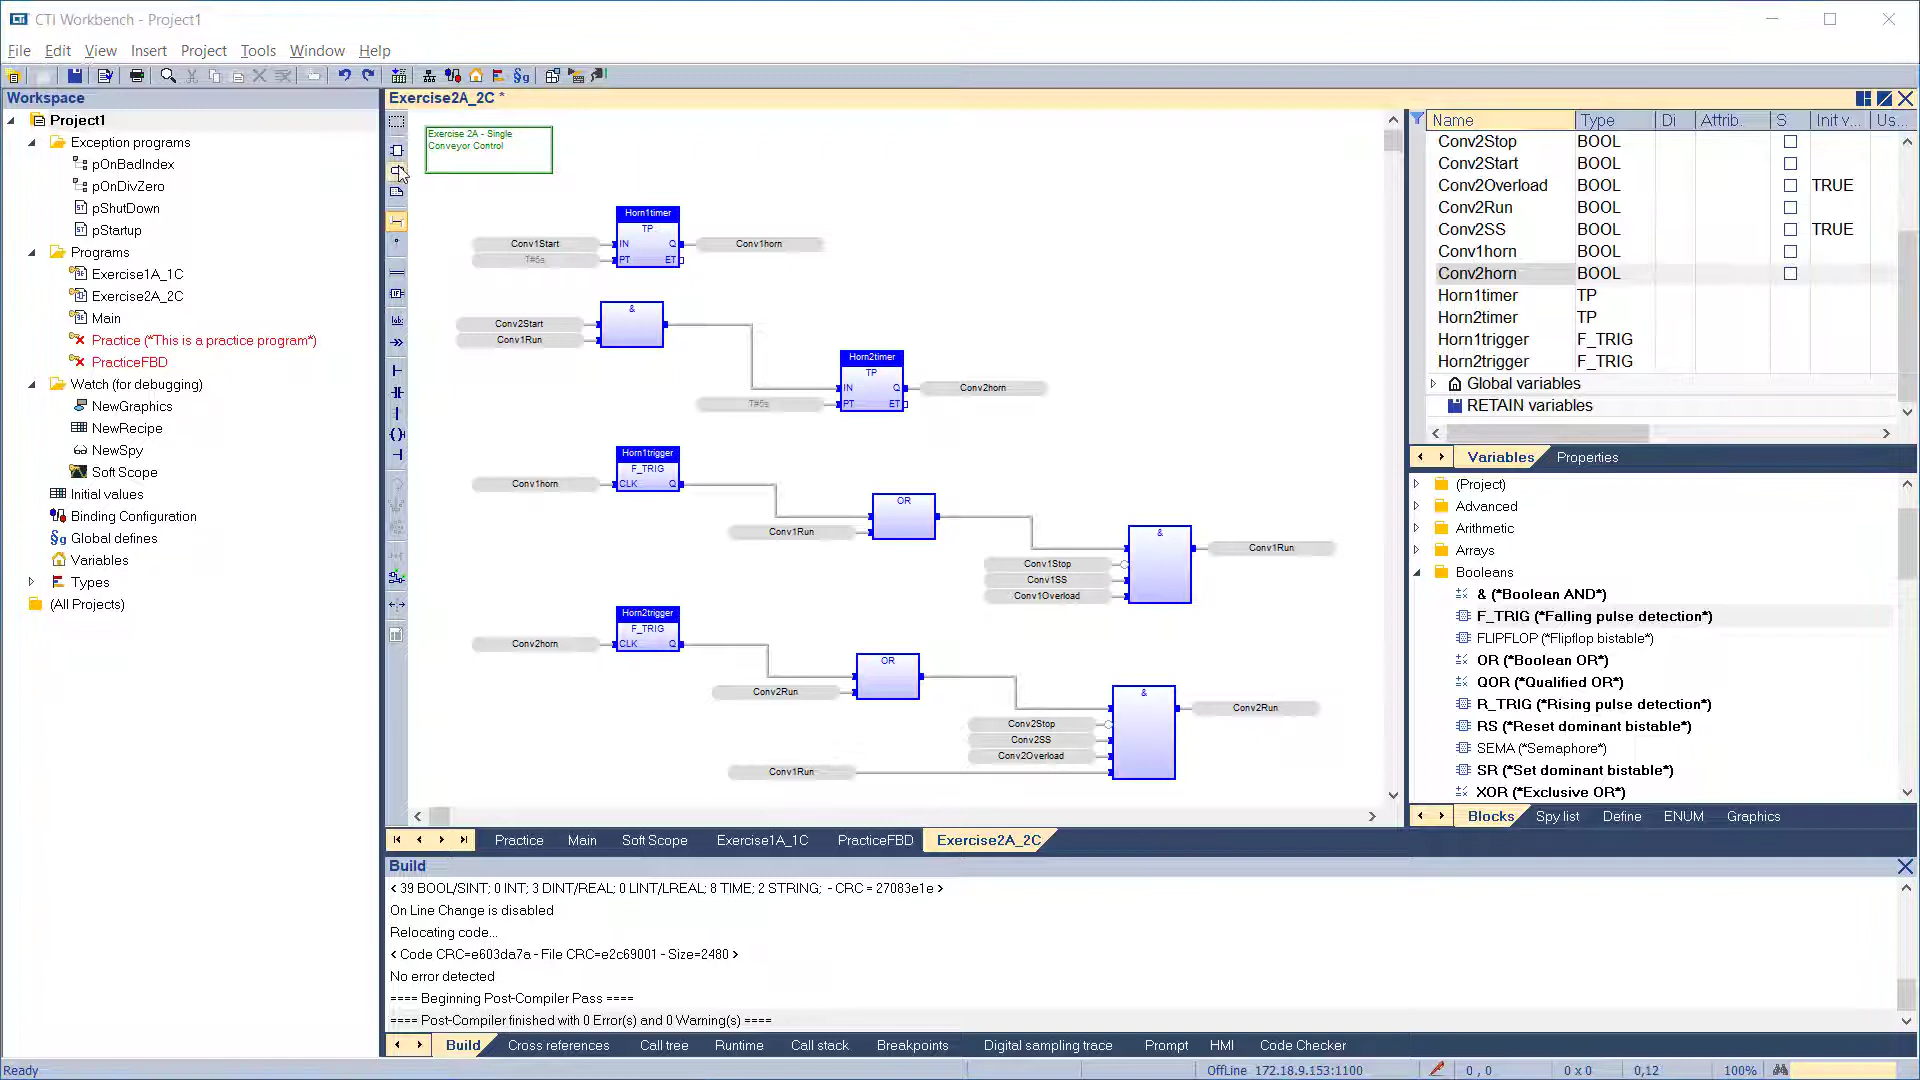 CTI Workbench - Project1
File Edit View Insert Project Tools Window Help
Workspace
Project1
Exception programs
pOnBadIndex
pOnDivZero
pShutDown
pStartup
Programs
Exercise1A_1C
Exercise2A_2C
Main
Practice (*This is a practice program*)
PracticeFBD
Watch (for debugging)
NewGraphics
NewRecipe
NewSpy
Soft Scope
Initial values
Binding Configuration
Global defines
Variables
Types
(All Projects)
Exercise2A_2C *
Exercise 2A - Single
Conveyor Control
Horn1timer
TP
Conv1Start IN Q Conv1horn
T#5s PT ET
&
Conv2Start
Conv1Run
Horn2timer
TP
IN Q Conv2horn
T#5s PT ET
Horn1trigger
F_TRIG
Conv1horn CLK Q
OR
Conv1Run
&
Conv1Run
Conv1Stop
Conv1SS
Conv1Overload
Horn2trigger
F_TRIG
Conv2horn CLK Q
OR
Conv2Run
&
Conv2Run
Conv2Stop
Conv2SS
Conv2Overload
Conv1Run
Practice Main Soft Scope Exercise1A_1C PracticeFBD Exercise2A_2C
Name Type Di Attrib. S Init v... Us...
Conv2Stop BOOL
Conv2Start BOOL
Conv2Overload BOOL TRUE
Conv2Run BOOL
Conv2SS BOOL TRUE
Conv1horn BOOL
Conv2horn BOOL
Horn1timer TP
Horn2timer TP
Horn1trigger F_TRIG
Horn2trigger F_TRIG
Global variables
RETAIN variables
Variables Properties
(Project)
Advanced
Arithmetic
Arrays
Booleans
& (*Boolean AND*)
F_TRIG (*Falling pulse detection*)
FLIPFLOP (*Flipflop bistable*)
OR (*Boolean OR*)
QOR (*Qualified OR*)
R_TRIG (*Rising pulse detection*)
RS (*Reset dominant bistable*)
SEMA (*Semaphore*)
SR (*Set dominant bistable*)
XOR (*Exclusive OR*)
Blocks Spy list Define ENUM Graphics
Build
< 39 BOOL/SINT; 0 INT; 3 DINT/REAL; 0 LINT/LREAL; 8 TIME; 2 STRING; - CRC = 27083e1e >
On Line Change is disabled
Relocating code...
< Code CRC=e603da7a - File CRC=e2c69001 - Size=2480 >
No error detected
==== Beginning Post-Compiler Pass ====
==== Post-Compiler finished with 0 Error(s) and 0 Warning(s) ====
Build Cross references Call tree Runtime Call stack Breakpoints Digital sampling trace Prompt HMI Code Checker
Ready OffLine 172.18.9.153:1100 0 , 0 0 x 0 0,12 100%